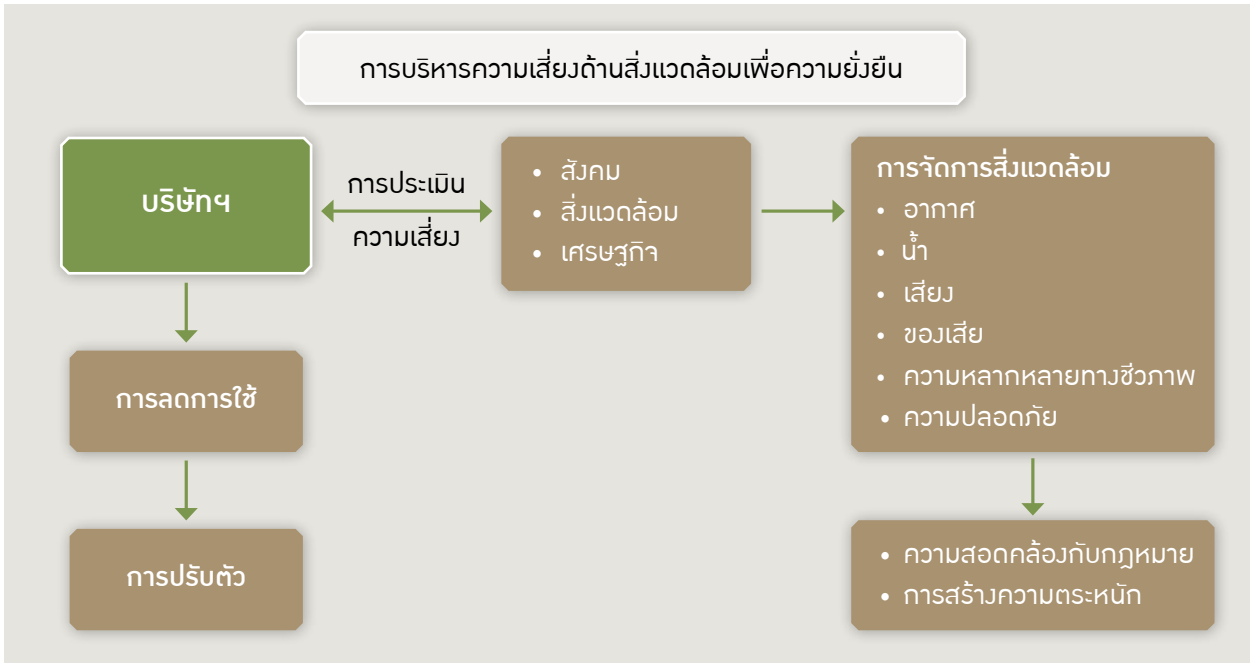 การบริหารความเสี่ยงด้านสิ่งแวดล้อมเพื่อความยั่งยืน
บริษัทฯ
การประเมิน
ความเสี่ยง
• สังคม
• สิ่งแวดล้อม
• เศรษฐกิจ
การจัดการสิ่งแวดล้อม
• อากาศ
• น้ำ
• เสียง
• ของเสีย
• ความหลากหลายทางชีวภาพ
• ความปลอดภัย
การลดการใช้
การปรับตัว
• ความสอดคล้องกับกฎหมาย
• การสร้างความตระหนัก